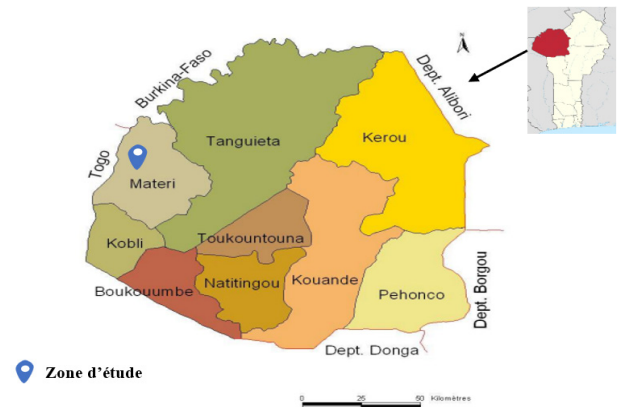 Burkina-Faso
Dept. Alibori
Tanguieta
Kerou
Togo
Materi
Kobli
Toukountouna
Boukouumbe
Natitingou
Kouande
Pehonco
Dept. Borgou
Dept. Donga
Zone d'étude
0 25 50 Kilomètres